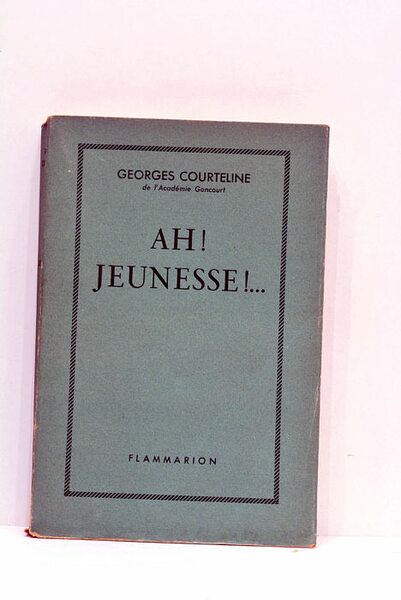 GEORGES COURTELINE
de l'Académie Goncourt
AH!
JEUNESSE!...
FLAMMARION